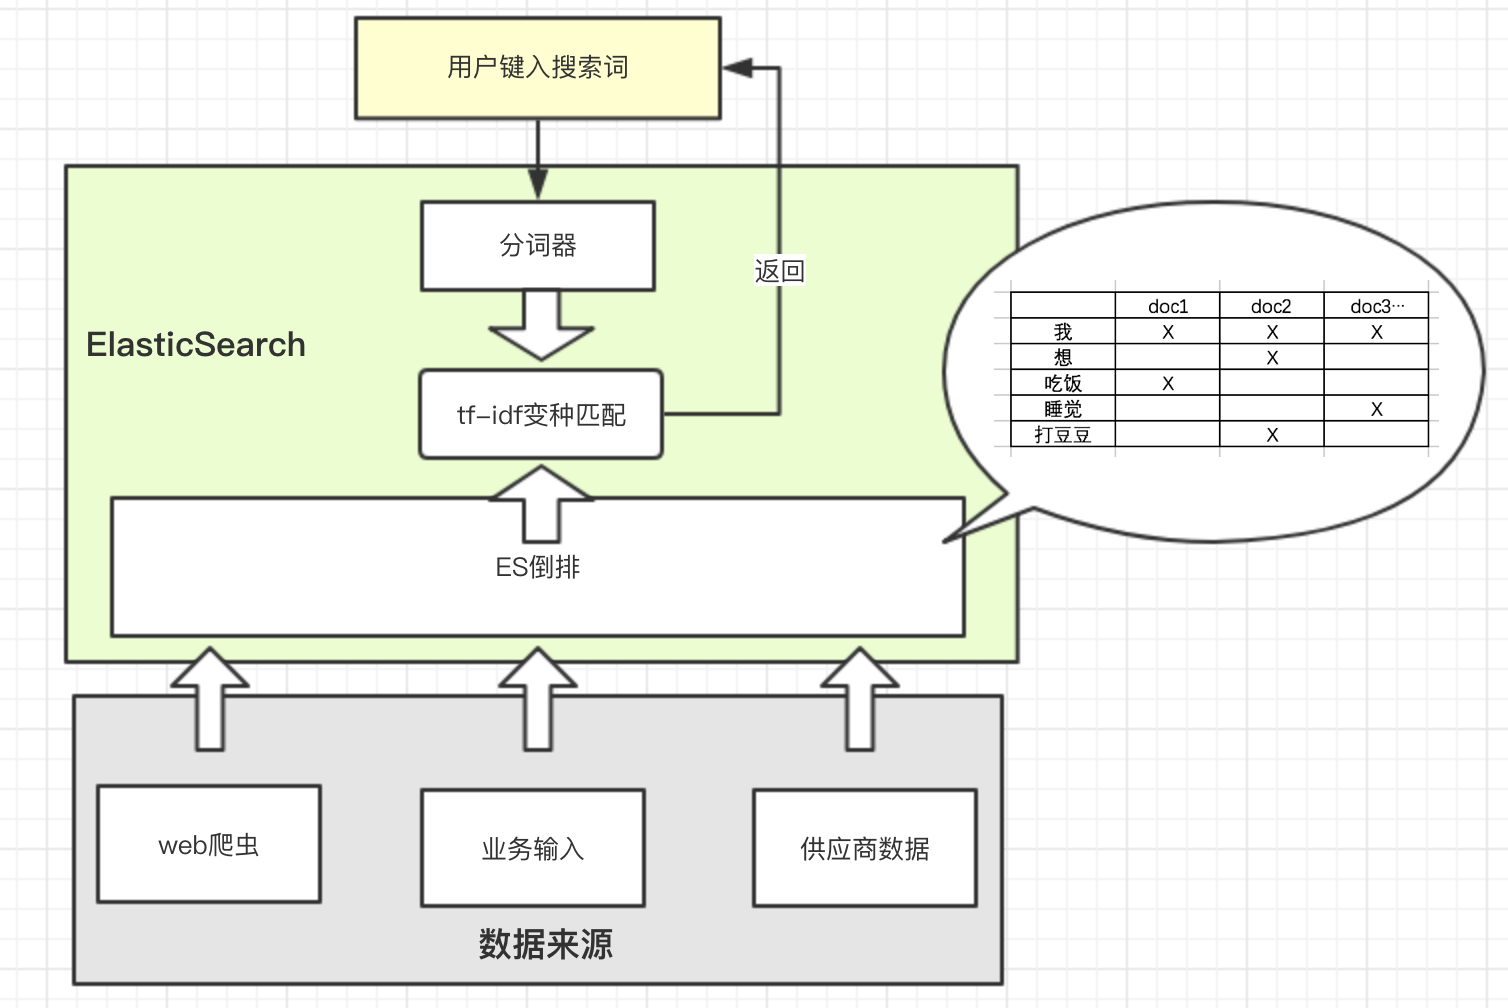 用户键入搜索词
分词器
返回
ElasticSearch
doc1 doc2 doc3…
我 X X X
想 X
吃饭 X
睡觉 X
打豆豆 X
tf-idf变种匹配
ES倒排
web爬虫
业务输入
供应商数据
数据来源